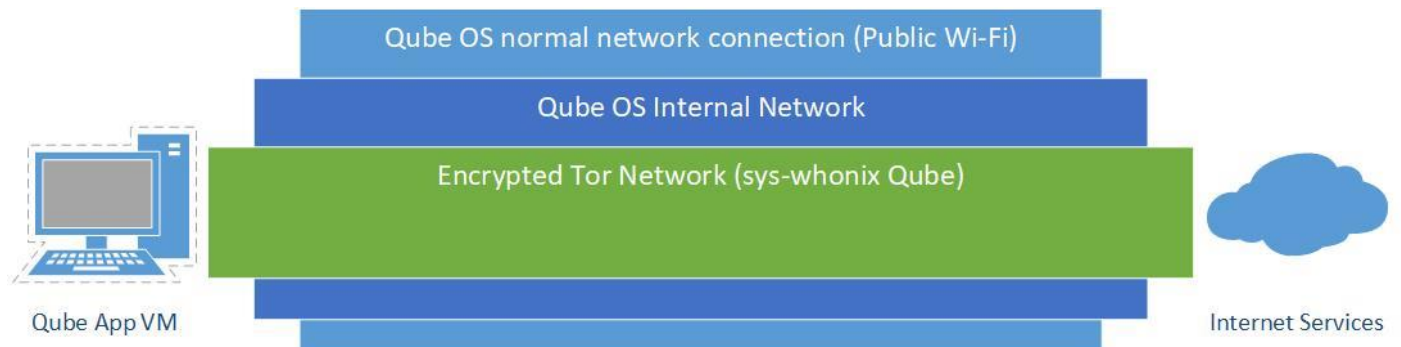 Qube OS normal network connection (Public Wi-Fi)
Qube OS Internal Network
Encrypted Tor Network (sys-whonix Qube)
Qube App VM
Internet Services